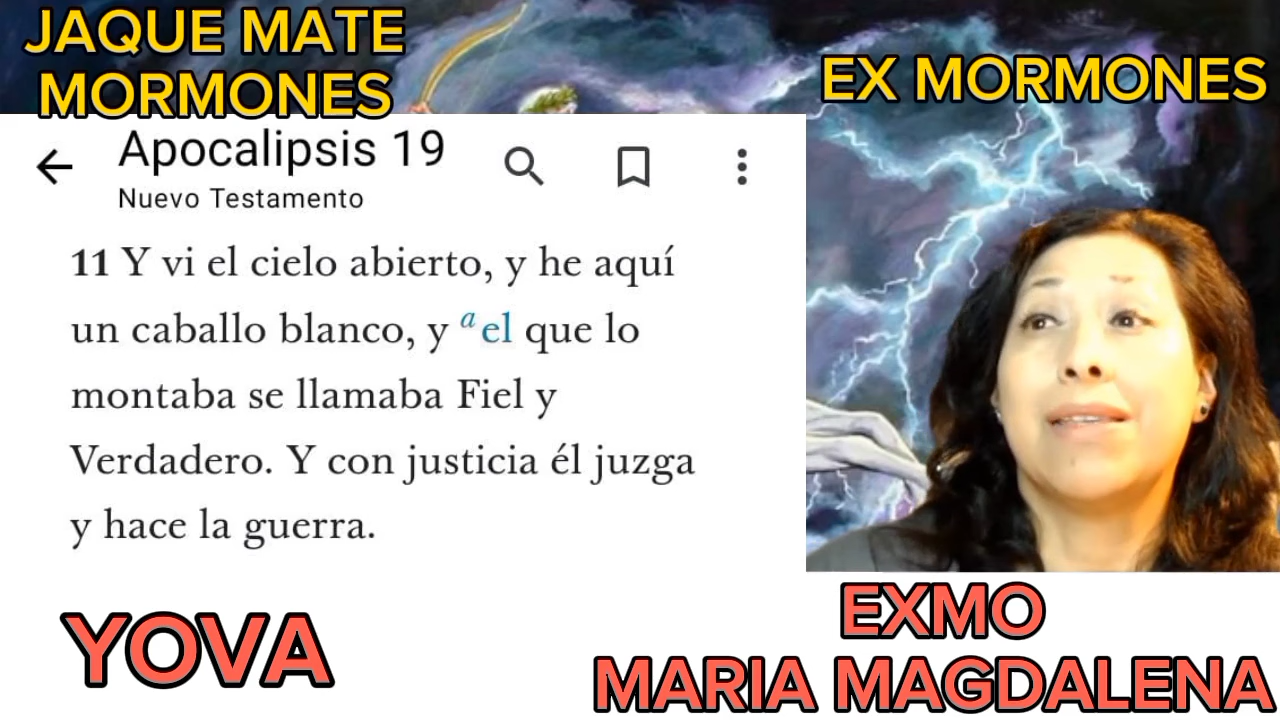 JAQUE MATE
MORMONES
EX MORMONES
Apocalipsis 19
Nuevo Testamento
11 Y vi el cielo abierto, y he aquí
un caballo blanco, y a el que lo
montaba se llamaba Fiel y
Verdadero. Y con justicia él juzga
y hace la guerra.
YOVA
EXMO
MARIA MAGDALENA